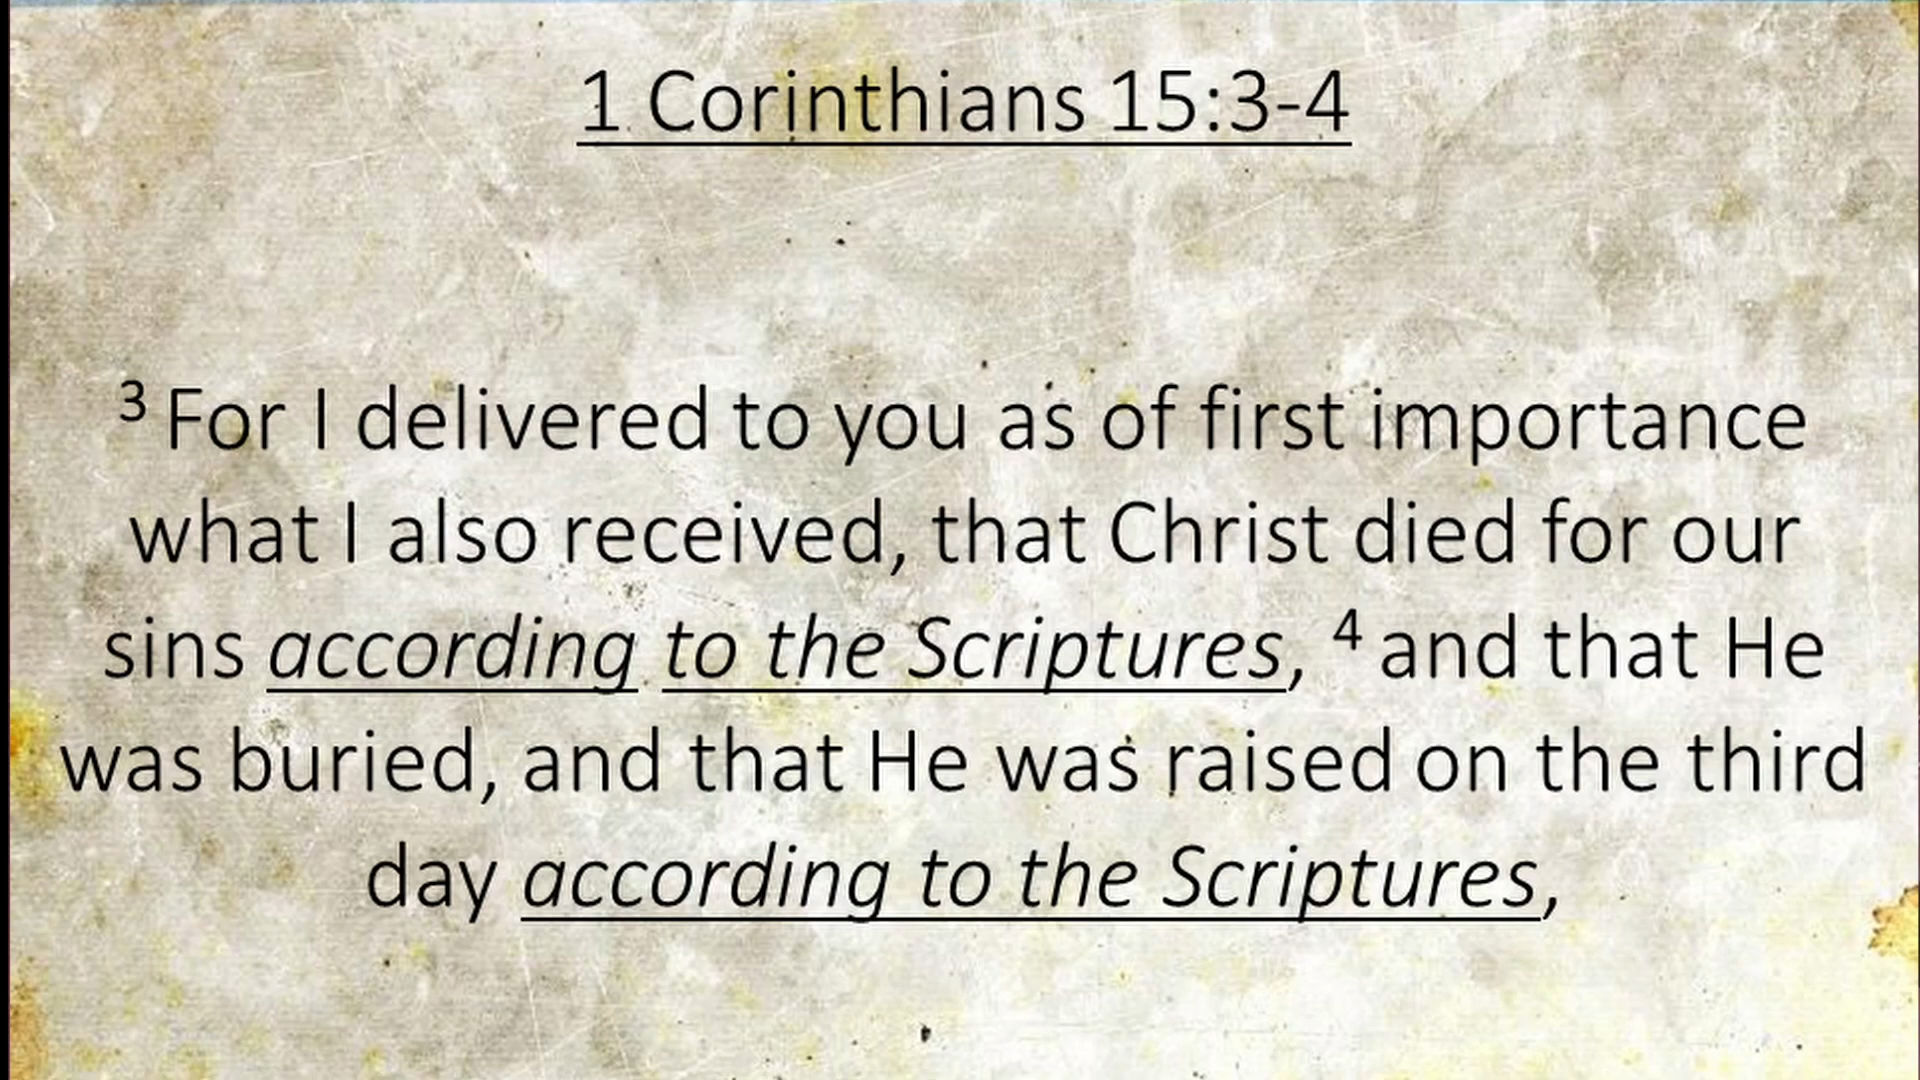 1 Corinthians 15:3-4
3 For I delivered to you as of first importance
what I also received, that Christ died for our
sins according to the Scriptures, 4 and that He
was buried, and that He was raised on the third
day according to the Scriptures,